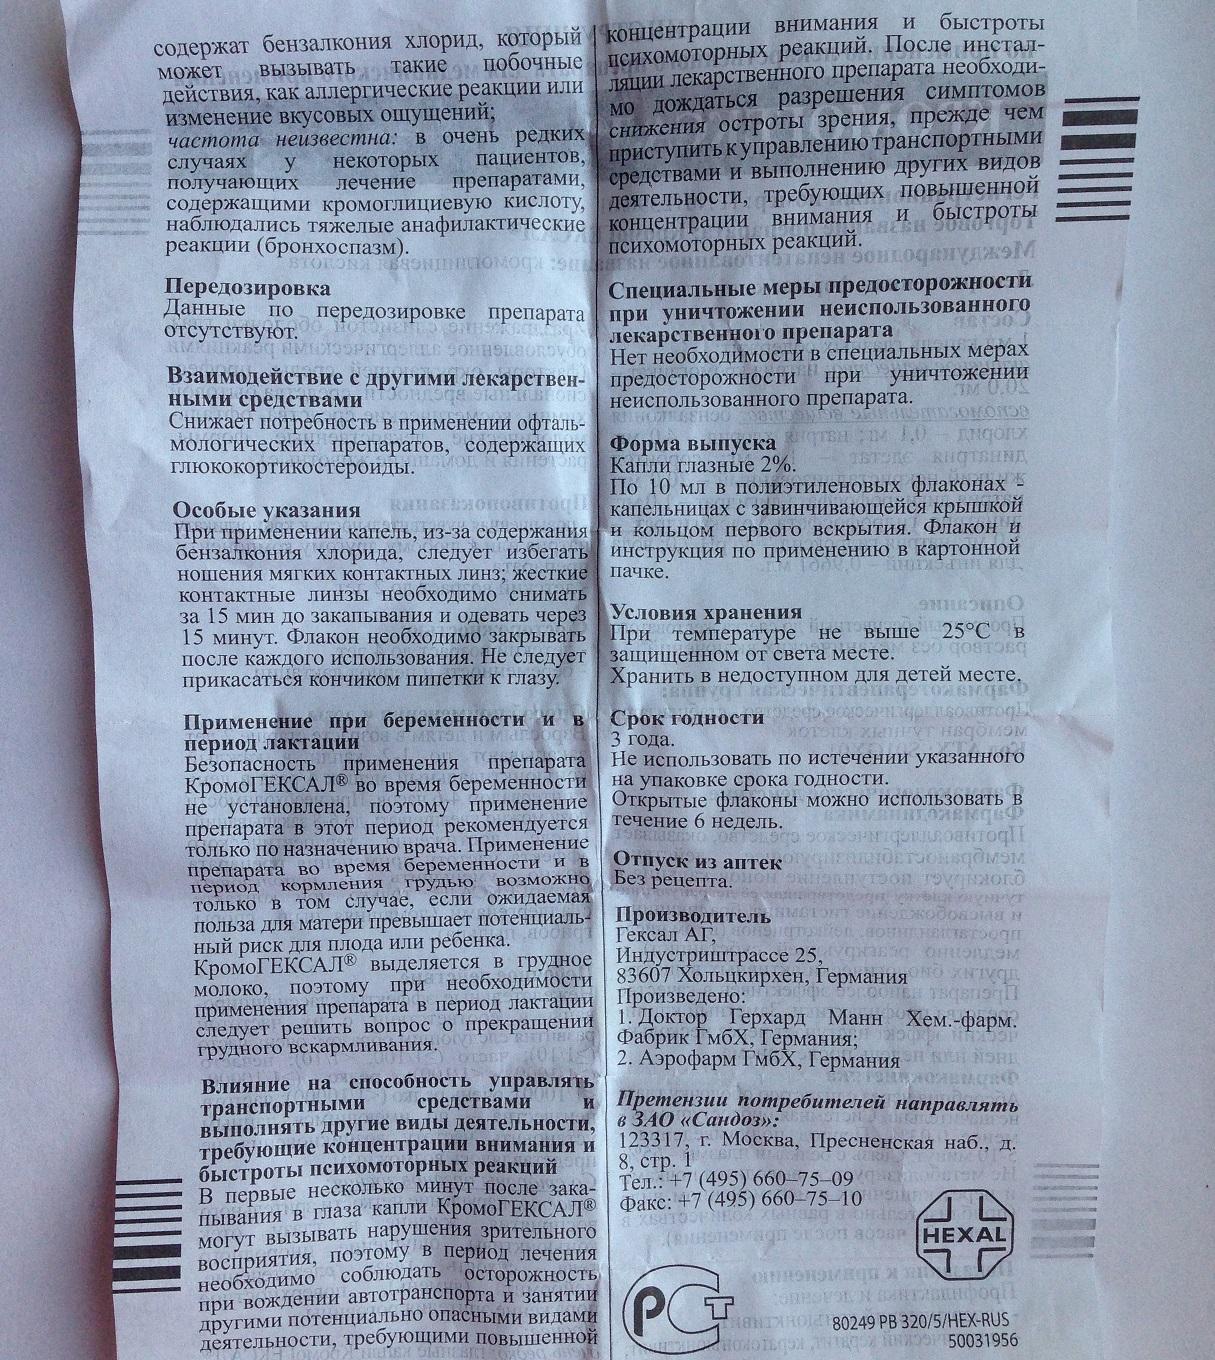 содержат бензалкония хлорид, который
может вызывать такие побочные
действия, как аллергические реакции или
изменение вкусовых ощущений;
частота неизвестна: в очень редких
случаях у некоторых пациентов,
получающих лечение препаратами,
содержащими кромоглициевую кислоту,
наблюдались тяжелые анафилактические
реакции (бронхоспазм).
Передозировка
Данные по передозировке препарата
отсутствуют.
Взаимодействие с другими лекарствен-
ными средствами
Снижает потребность в применении офталь-
мологических препаратов, содержащих
глюкокортикостероиды.
Особые указания
При применении капель, из-за содержания
бензалкония хлорида, следует избегать
ношения мягких контактных линз; жесткие
контактные линзы необходимо снимать
за 15 мин до закапывания и одевать через
15 минут. Флакон необходимо закрывать
после каждого использования. Не следует
прикасаться кончиком пипетки к глазу.
Применение при беременности и в
период лактации
Безопасность применения препарата
КромоГЕКСАЛ® во время беременности
не установлена, поэтому применение
препарата в этот период рекомендуется
только по назначению врача. Применение
препарата во время беременности и в
период кормления грудью возможно
только в том случае, если ожидаемая
польза для матери превышает потенциаль-
ный риск для плода или ребенка.
КромоГЕКСАЛ® выделяется в грудное
молоко, поэтому при необходимости
применения препарата в период лактации
следует решить вопрос о прекращении
грудного вскармливания.
Влияние на способность управлять
транспортными средствами и
выполнять другие виды деятельности,
требующие концентрации внимания и
быстроты психомоторных реакций
В первые несколько минут после зака-
пывания в глаза капли КромоГЕКСАЛ®
могут вызывать нарушения зрительного
восприятия, поэтому в период лечения
необходимо соблюдать осторожность
при вождении автотранспорта и занятии
другими потенциально опасными видами
деятельности, требующими повышенной
концентрации внимания и быстроты
психомоторных реакций. После инстал-
ляции лекарственного препарата необходи-
мо дождаться разрешения симптомов
снижения остроты зрения, прежде чем
приступить к управлению транспортными
средствами и выполнению других видов
деятельности, требующих повышенной
концентрации внимания и быстроты
психомоторных реакций.
Специальные меры предосторожности
при уничтожении неиспользованного
лекарственного препарата
Нет необходимости в специальных мерах
предосторожности при уничтожении
неиспользованного препарата.
Форма выпуска
Капли глазные 2%.
По 10 мл в полиэтиленовых флаконах -
капельницах с завинчивающейся крышкой
и кольцом первого вскрытия. Флакон и
инструкция по применению в картонной
пачке.
Условия хранения
При температуре не выше 25°С в
защищенном от света месте.
Хранить в недоступном для детей месте.
Срок годности
3 года.
Не использовать по истечении указанного
на упаковке срока годности.
Открытые флаконы можно использовать в
течение 6 недель.
Отпуск из аптек
Без рецепта.
Производитель
Гексал АГ,
Индустриштрассе 25,
83607 Хольцкирхен, Германия
Произведено:
1. Доктор Герхард Манн Хем.-фарм.
Фабрик ГмбХ, Германия;
2. Аэрофарм ГмбХ, Германия
Претензии потребителей направлять
в ЗАО «Сандоз»:
123317, г. Москва, Пресненская наб., д.
8, стр. 1
Тел.: +7 (495) 660–75–09
Факс: +7 (495) 660–75–10
HEXAL
РСТ
80249 PB 320/5/HEX-RUS
50031956